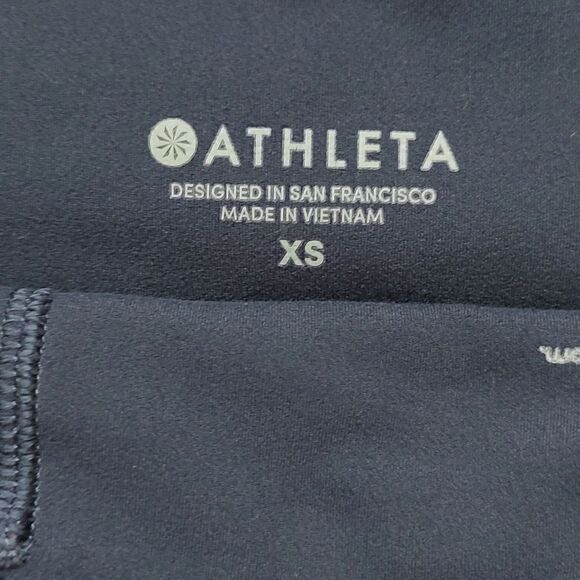 ATHLETA
DESIGNED IN SAN FRANCISCO
MADE IN VIETNAM
XS